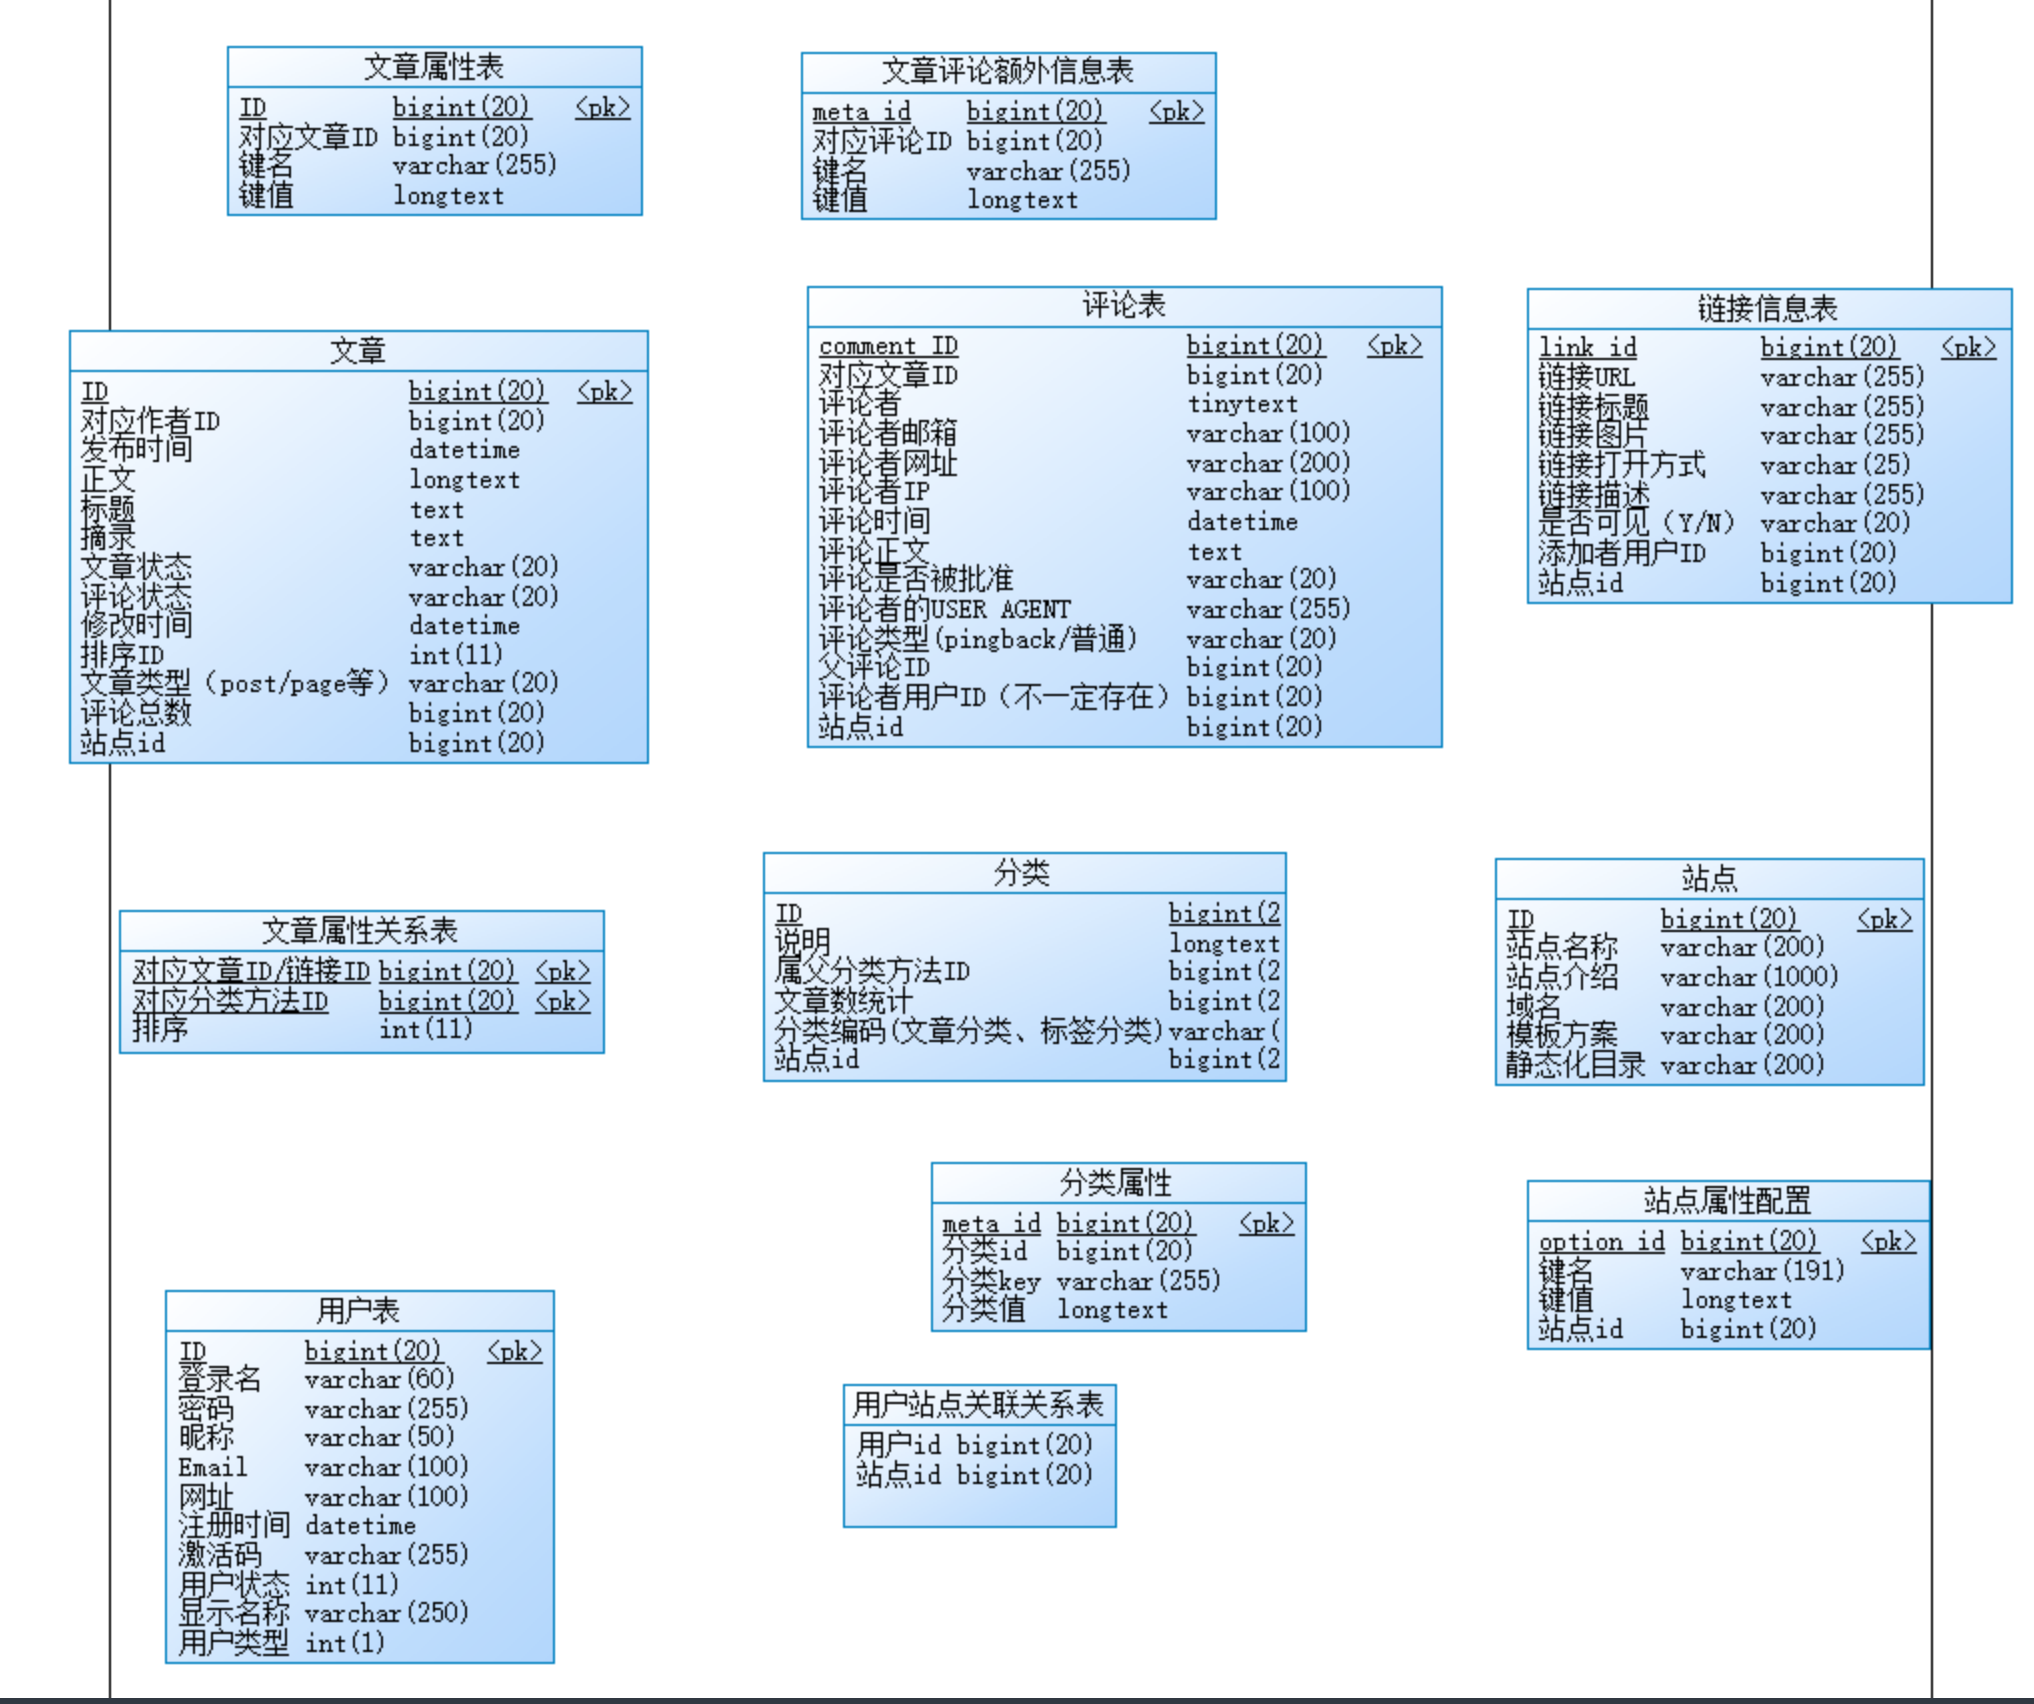 文章属性表
ID bigint(20) <pk>
对应文章ID bigint(20)
键名 varchar(255)
键值 longtext
文章评论额外信息表
meta_id bigint(20) <pk>
对应评论ID bigint(20)
键名 varchar(255)
键值 longtext
文章
ID bigint(20) <pk>
对应作者ID bigint(20)
发布时间 datetime
正文 longtext
标题 text
摘录 text
文章状态 varchar(20)
评论状态 varchar(20)
修改时间 datetime
排序ID int(11)
文章类型（post/page等） varchar(20)
评论总数 bigint(20)
站点id bigint(20)
评论表
comment_ID bigint(20) <pk>
对应文章ID bigint(20)
评论者 tinytext
评论者邮箱 varchar(100)
评论者网址 varchar(200)
评论者IP varchar(100)
评论时间 datetime
评论正文 text
评论是否被批准 varchar(20)
评论者的USER AGENT varchar(255)
评论类型(pingback/普通) varchar(20)
父评论ID bigint(20)
评论者用户ID（不一定存在） bigint(20)
站点id bigint(20)
链接信息表
link_id bigint(20) <pk>
链接URL varchar(255)
链接标题 varchar(255)
链接图片 varchar(255)
链接打开方式 varchar(25)
链接描述 varchar(255)
是否可见（Y/N） varchar(20)
添加者用户ID bigint(20)
站点id bigint(20)
文章属性关系表
对应文章ID/链接ID bigint(20) <pk>
对应分类方法ID bigint(20) <pk>
排序 int(11)
分类
ID bigint(2
说明 longtext
属父分类方法ID bigint(2
文章数统计 bigint(2
分类编码(文章分类、标签分类) varchar(
站点id bigint(2
站点
ID bigint(20) <pk>
站点名称 varchar(200)
站点介绍 varchar(1000)
域名 varchar(200)
模板方案 varchar(200)
静态化目录 varchar(200)
分类属性
meta_id bigint(20) <pk>
分类id bigint(20)
分类key varchar(255)
分类值 longtext
站点属性配置
option_id bigint(20) <pk>
键名 varchar(191)
键值 longtext
站点id bigint(20)
用户表
ID bigint(20) <pk>
登录名 varchar(60)
密码 varchar(255)
昵称 varchar(50)
Email varchar(100)
网址 varchar(100)
注册时间 datetime
激活码 varchar(255)
用户状态 int(11)
显示名称 varchar(250)
用户类型 int(1)
用户站点关联关系表
用户id bigint(20)
站点id bigint(20)